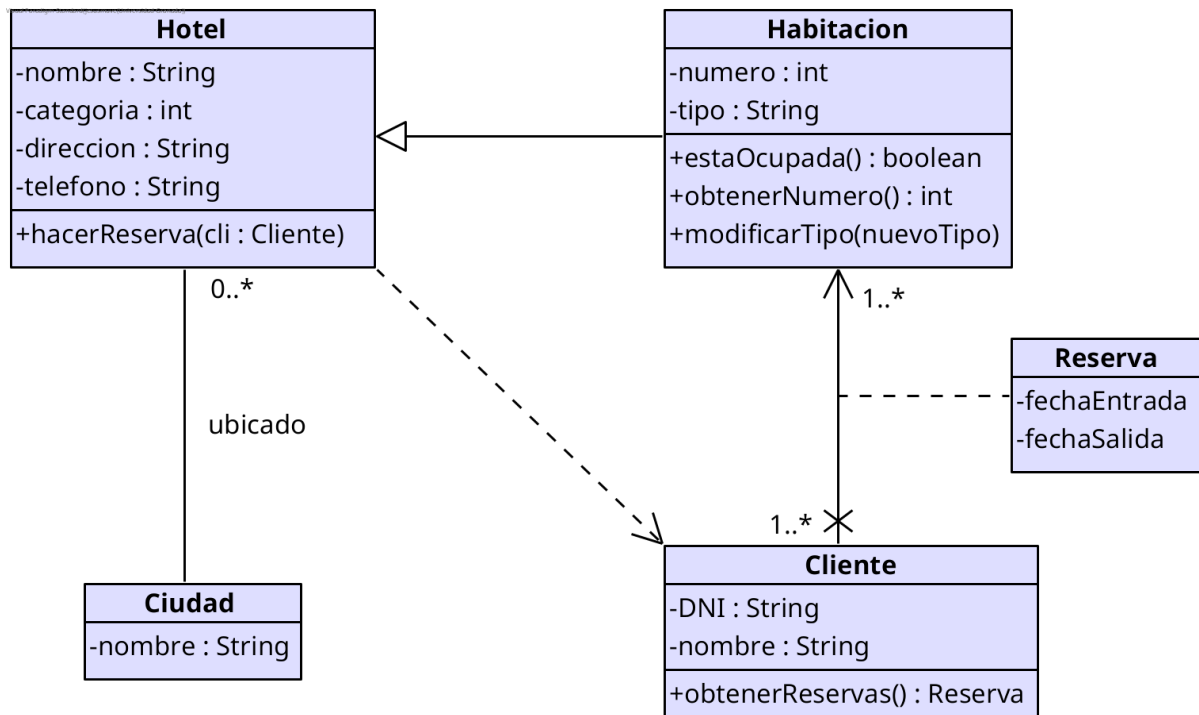 Hotel
-nombre : String
-categoria : int
-direccion : String
-telefono : String
+hacerReserva(cli : Cliente)
Habitacion
-numero : int
-tipo : String
+estaOcupada() : boolean
+obtenerNumero() : int
+modificarTipo(nuevoTipo)
0..*
1..*
Reserva
-fechaEntrada
-fechaSalida
ubicado
1..*
Ciudad
-nombre : String
Cliente
-DNI : String
-nombre : String
+obtenerReservas() : Reserva